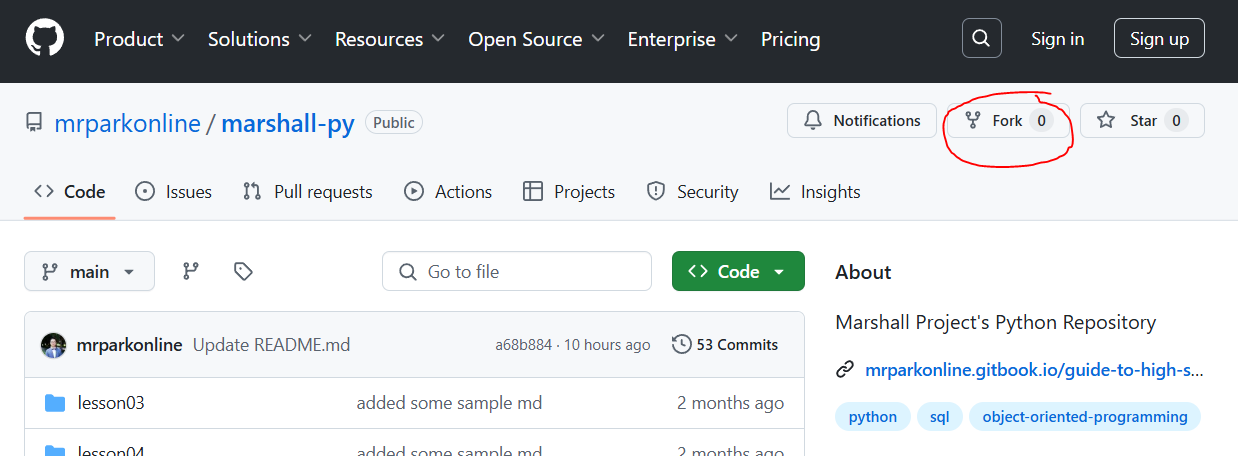 Product Solutions Resources Open Source Enterprise Pricing Sign in Sign up
mrparkonline / marshall-py Public Notifications Fork 0 Star 0
Code Issues Pull requests Actions Projects Security Insights
main Go to file Code
mrparkonline Update README.md a68b884 · 10 hours ago 53 Commits
lesson03 added some sample md 2 months ago
lesson04 added some sample md 2 months ago
About
Marshall Project's Python Repository
mrparkonline.gitbook.io/guide-to-high-s...
python sql object-oriented-programming